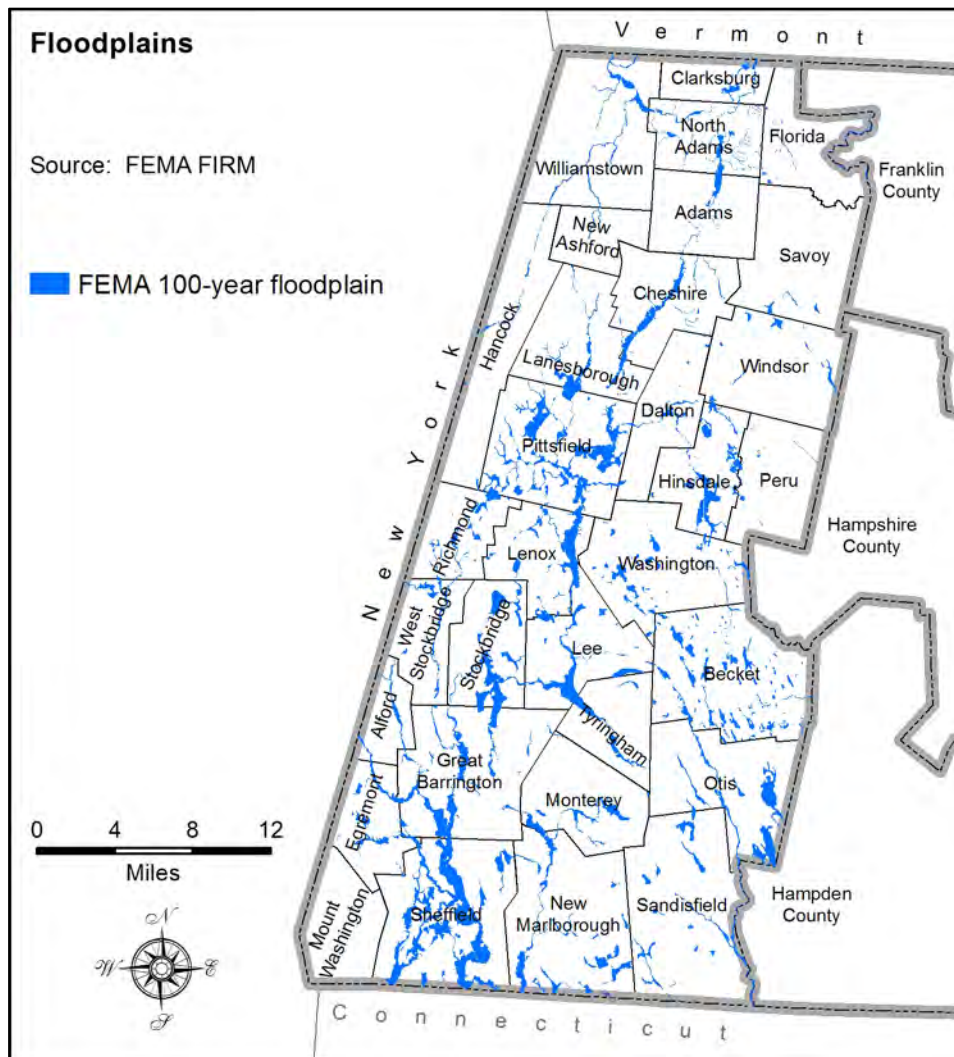 Floodplains
Source: FEMA FIRM
FEMA 100-year floodplain
Vermont
Clarksburg
North
Adams
Florida
Franklin
County
Williamstown
Adams
New
Ashford
Savoy
Cheshire
Hancock
Lanesborough
Windsor
New York
Dalton
Pittsfield
Hinsdale
Peru
Hampshire
County
Richmond
Lenox
Washington
West
Stockbridge
Stockbridge
Lee
Becket
Alford
Tyringham
Great
Barrington
Otis
Egremont
Monterey
0 4 8 12
Miles
Mount
Washington
Sheffield
New
Marlborough
Sandisfield
Hampden
County
N
W E
S
Connecticut